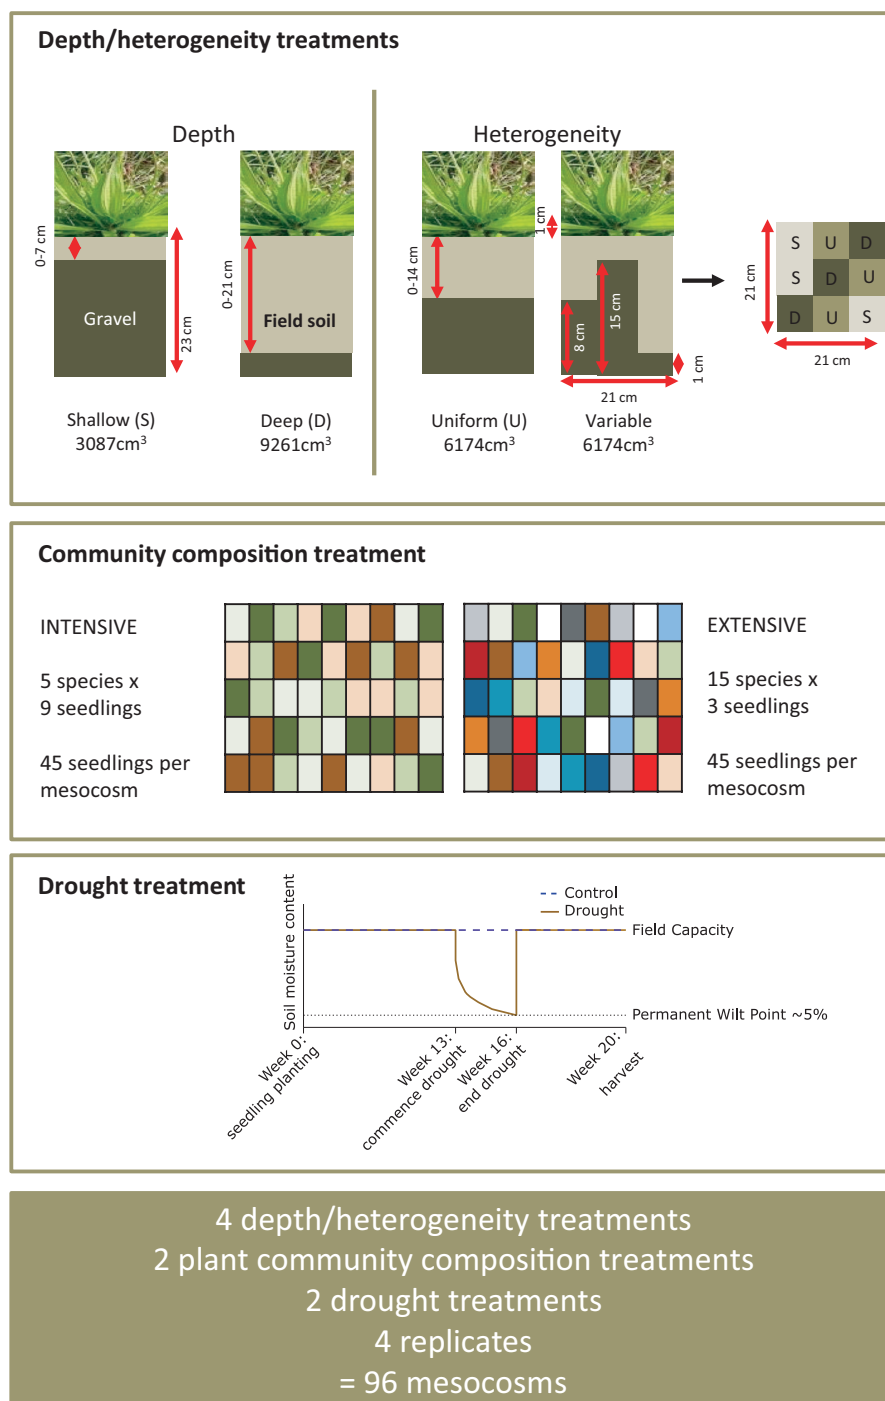 Depth/heterogeneity treatments
Depth
Heterogeneity
0-7 cm
Gravel
23 cm
0-21 cm
Field soil
0-14 cm
1 cm
8 cm
15 cm
1 cm
21 cm
21 cm
S U D
S D U
D U S
21 cm
Shallow (S)
3087cm³
Deep (D)
9261cm³
Uniform (U)
6174cm³
Variable
6174cm³
Community composition treatment
INTENSIVE
5 species x
9 seedlings
45 seedlings per
mesocosm
EXTENSIVE
15 species x
3 seedlings
45 seedlings per
mesocosm
Drought treatment
Soil moisture content
Control
Drought
Field Capacity
Permanent Wilt Point ~5%
Week 0:
seedling planting
Week 13:
commence drought
Week 16:
end drought
Week 20:
harvest
4 depth/heterogeneity treatments
2 plant community composition treatments
2 drought treatments
4 replicates
= 96 mesocosms